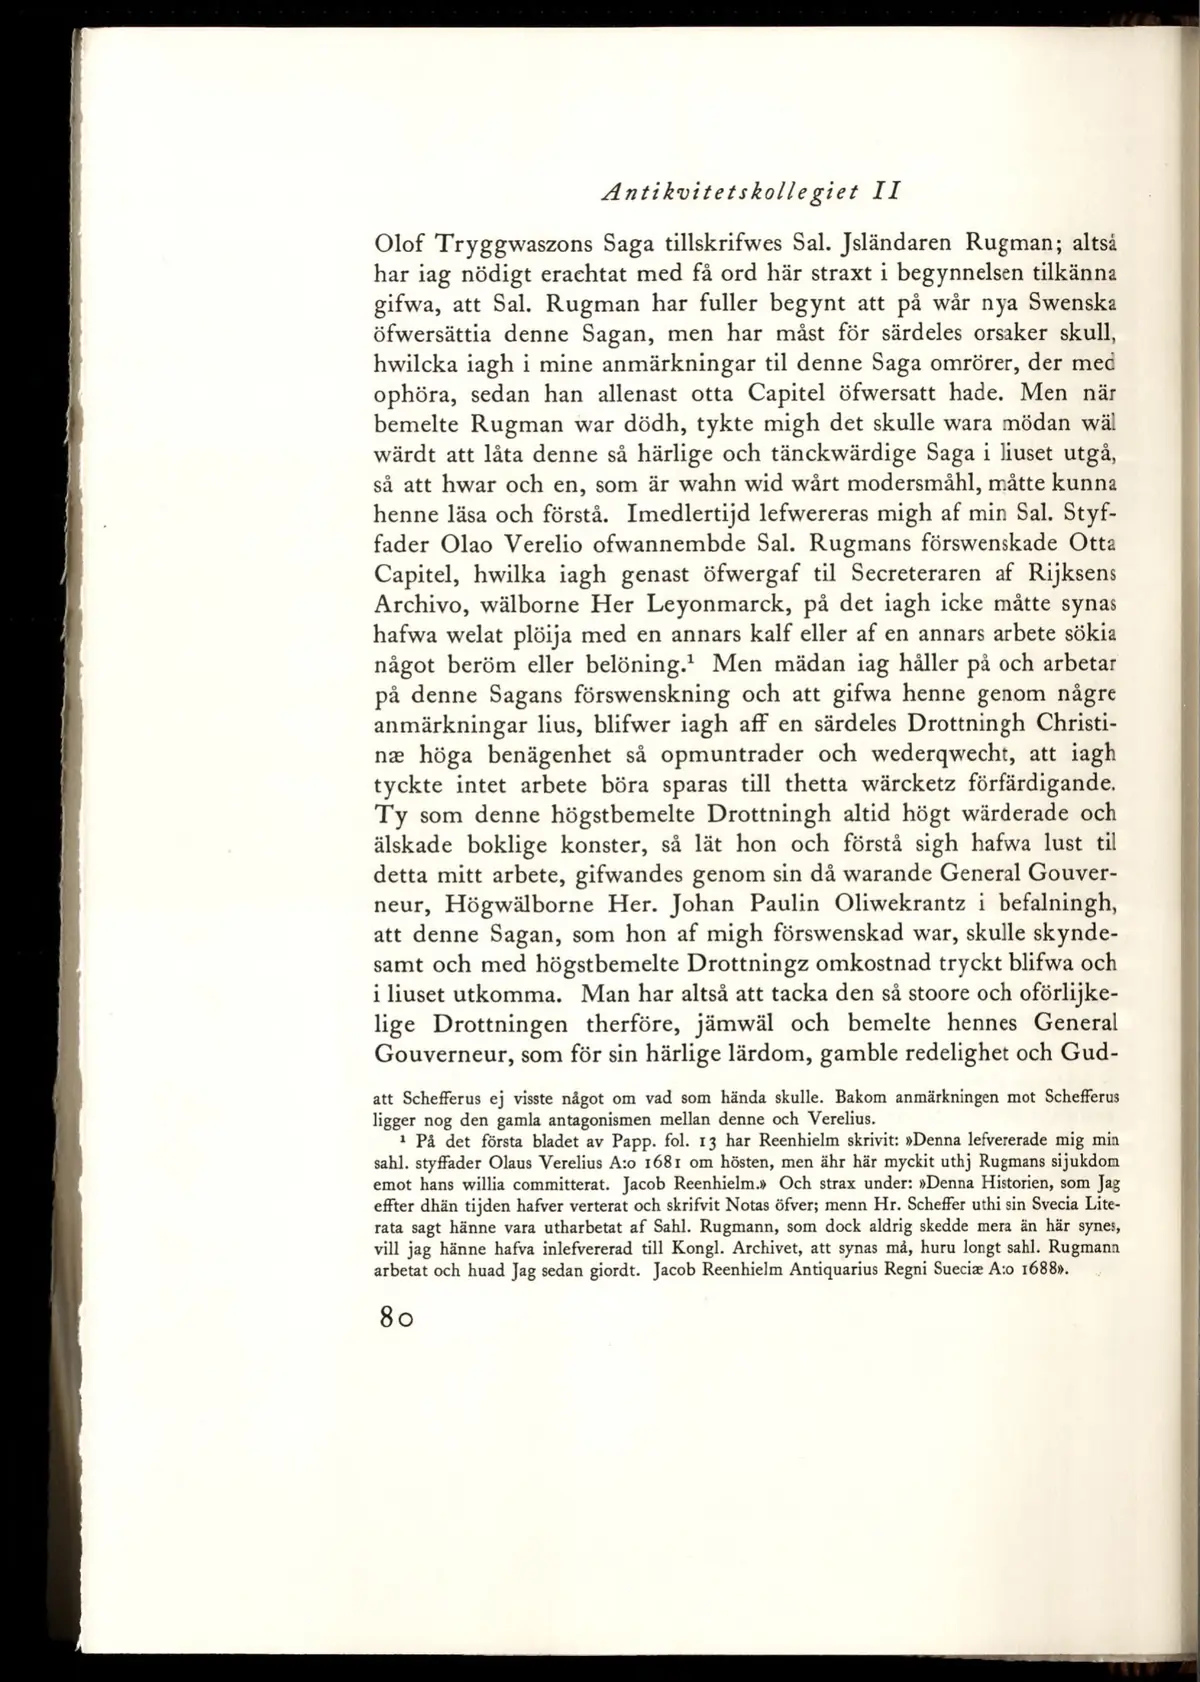 Antikvitetskollegiet II
Olof Tryggwaszons Saga tillskrifwes Sal. Jsländaren Rugman; altså
har iag nödigt erachtat med få ord här straxt i begynnelsen tilkänna
gifwa, att Sal. Rugman har fuller begynt att på wår nya Swenska
öfwersättia denne Sagan, men har måst för särdeles orsaker skull,
hwilcka iagh i mine anmärkningar til denne Saga omrörer, der med
ophöra, sedan han allenast otta Capitel öfwersatt hade. Men när
bemelte Rugman war dödh, tykte migh det skulle wara mödan wäl
wärdt att låta denne så härlige och tänckwärdige Saga i liuset utgå,
så att hwar och en, som är wahn wid wårt modersmåhl, måtte kunna
henne läsa och förstå. Imedlertijd lefwereras migh af min Sal. Styf-
fader Olao Verelio ofwannembde Sal. Rugmans förswenskade Otta
Capitel, hwilka iagh genast öfwergaf til Secreteraren af Rijksens
Archivo, wälborne Her Leyonmarck, på det iagh icke måtte synas
hafwa welat plöija med en annars kalf eller af en annars arbete sökia
något beröm eller belöning.¹ Men mädan iag håller på och arbetar
på denne Sagans förswenskning och att gifwa henne genom någre
anmärkningar lius, blifwer iagh aff en särdeles Drottningh Christi-
næ höga benägenhet så opmuntrader och wederqwecht, att iagh
tyckte intet arbete böra sparas till thetta wärcketz förfärdigande.
Ty som denne högstbemelte Drottningh altid högt wärderade och
älskade boklige konster, så lät hon och förstå sigh hafwa lust til
detta mitt arbete, gifwandes genom sin då warande General Gouver-
neur, Högwälborne Her. Johan Paulin Oliwekrantz i befalningh,
att denne Sagan, som hon af migh förswenskad war, skulle skynde-
samt och med högstbemelte Drottningz omkostnad tryckt blifwa och
i liuset utkomma. Man har altså att tacka den så stoore och oförlijke-
lige Drottningen therföre, jämwäl och bemelte hennes General
Gouverneur, som för sin härlige lärdom, gamble redelighet och Gud-
att Schefferus ej visste något om vad som hända skulle. Bakom anmärkningen mot Schefferus
ligger nog den gamla antagonismen mellan denne och Verelius.
¹ På det första bladet av Papp. fol. 13 har Reenhielm skrivit: »Denna lefvererade mig min
sahl. styffader Olaus Verelius A:o 1681 om hösten, men ähr här myckit uthj Rugmans sijukdom
emot hans willia committerat. Jacob Reenhielm.» Och strax under: »Denna Historien, som Jag
effter dhän tijden hafver verterat och skrifvit Notas öfver; menn Hr. Scheffer uthi sin Svecia Lite-
rata sagt hänne vara utharbetat af Sahl. Rugmann, som dock aldrig skedde mera än här synes,
vill jag hänne hafva inlefvererad till Kongl. Archivet, att synas må, huru longt sahl. Rugmann
arbetat och huad Jag sedan giordt. Jacob Reenhielm Antiquarius Regni Sueciæ A:o 1688».
80